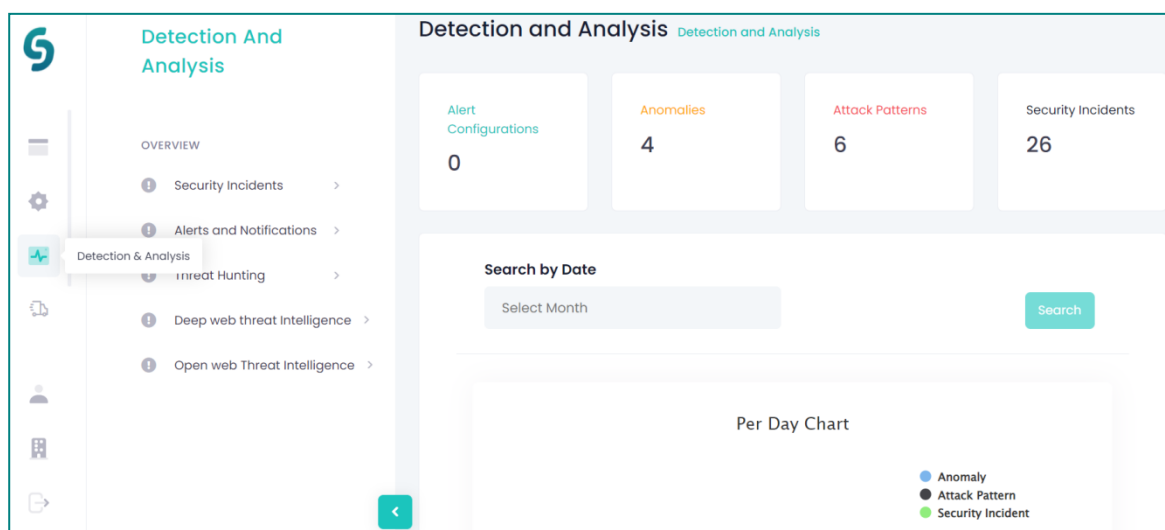 Detection And
Analysis
OVERVIEW
Security Incidents
Alerts and Notifications
Detection & Analysis
Threat Hunting
Deep web threat Intelligence
Open web Threat Intelligence
Detection and Analysis Detection and Analysis
Alert
Configurations
0
Anomalies
4
Attack Patterns
6
Security Incidents
26
Search by Date
Select Month
Search
Per Day Chart
Anomaly
Attack Pattern
Security Incident